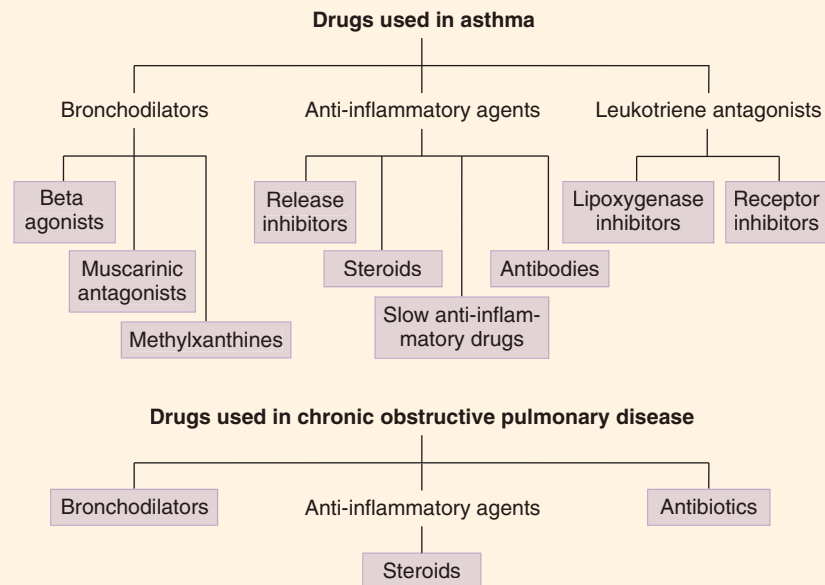 Drugs used in asthma
Bronchodilators
Anti-inflammatory agents
Leukotriene antagonists
Beta
agonists
Muscarinic
antagonists
Methylxanthines
Release
inhibitors
Steroids
Slow anti-inflam-
matory drugs
Antibodies
Lipoxygenase
inhibitors
Receptor
inhibitors
Drugs used in chronic obstructive pulmonary disease
Bronchodilators
Anti-inflammatory agents
Steroids
Antibiotics